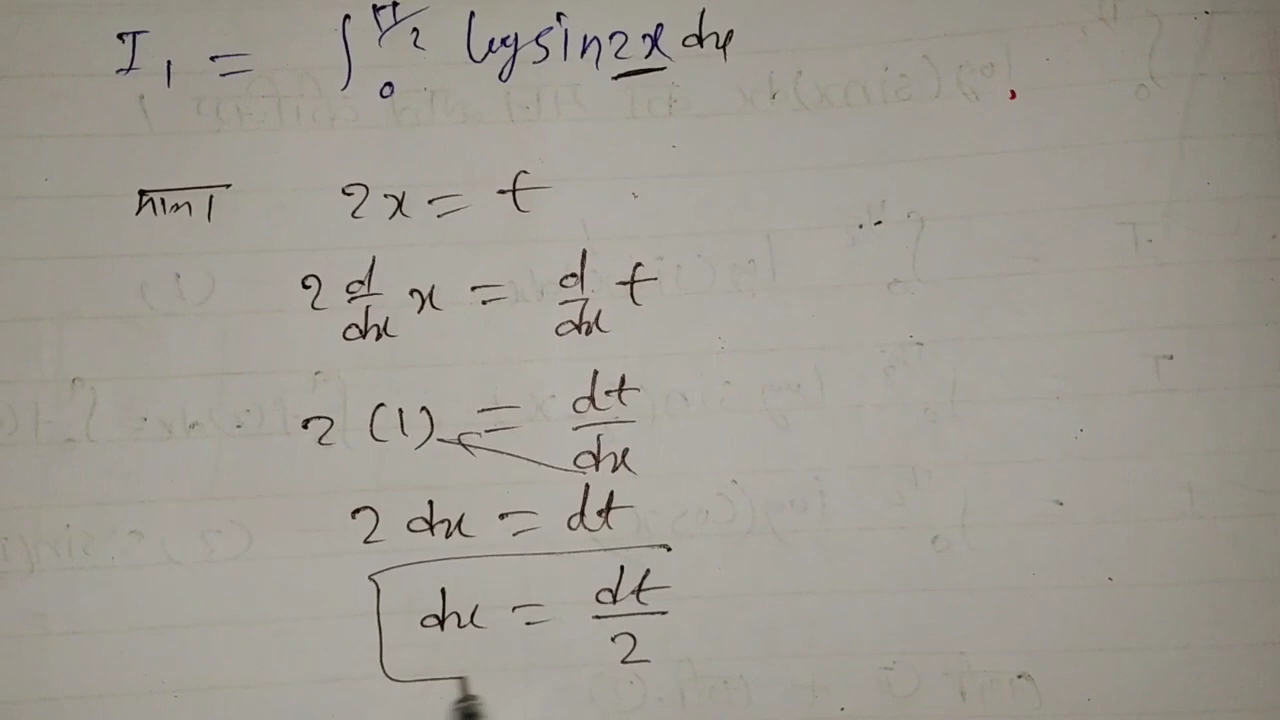 I₁ = ∫₀^π/2 log sin 2x dx
माना 2x = t
2 d/dx x = d/dx t
2 (1) = dt/dx
2 dx = dt
dx = dt/2